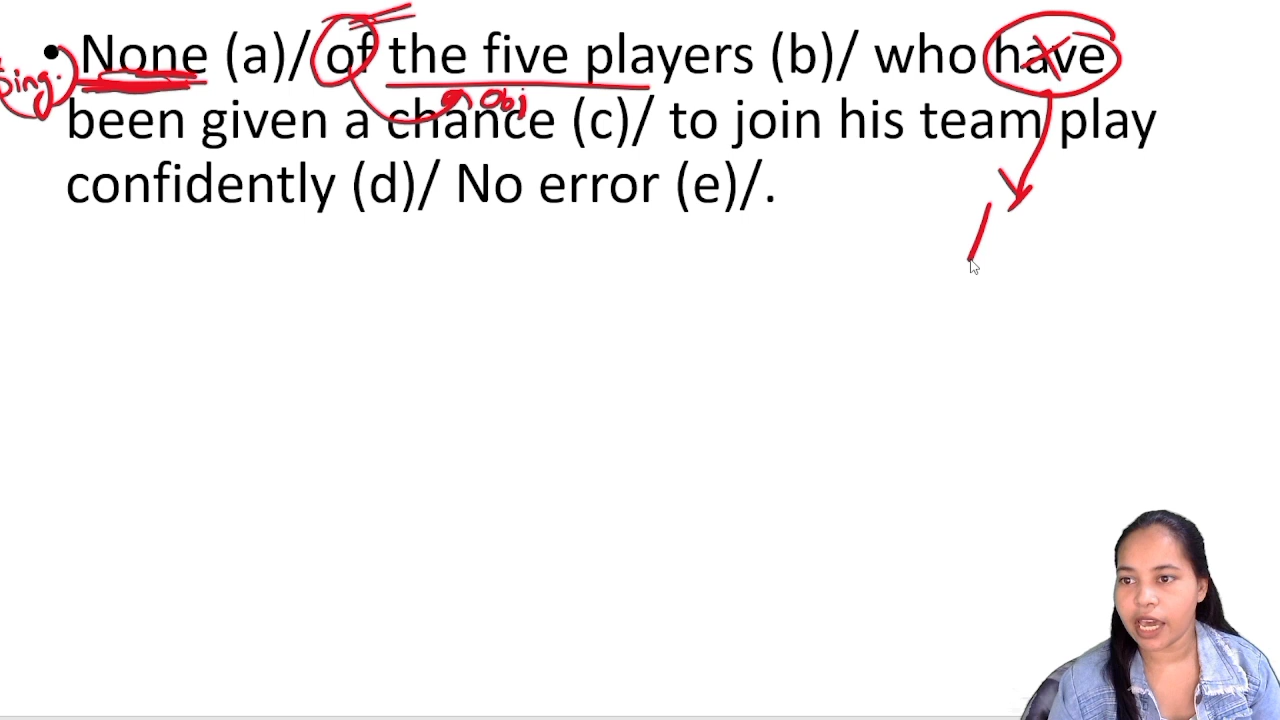 • None (a)/ of the five players (b)/ who have
Sing.
Obj
been given a chance (c)/ to join his team play
confidently (d)/ No error (e)/.